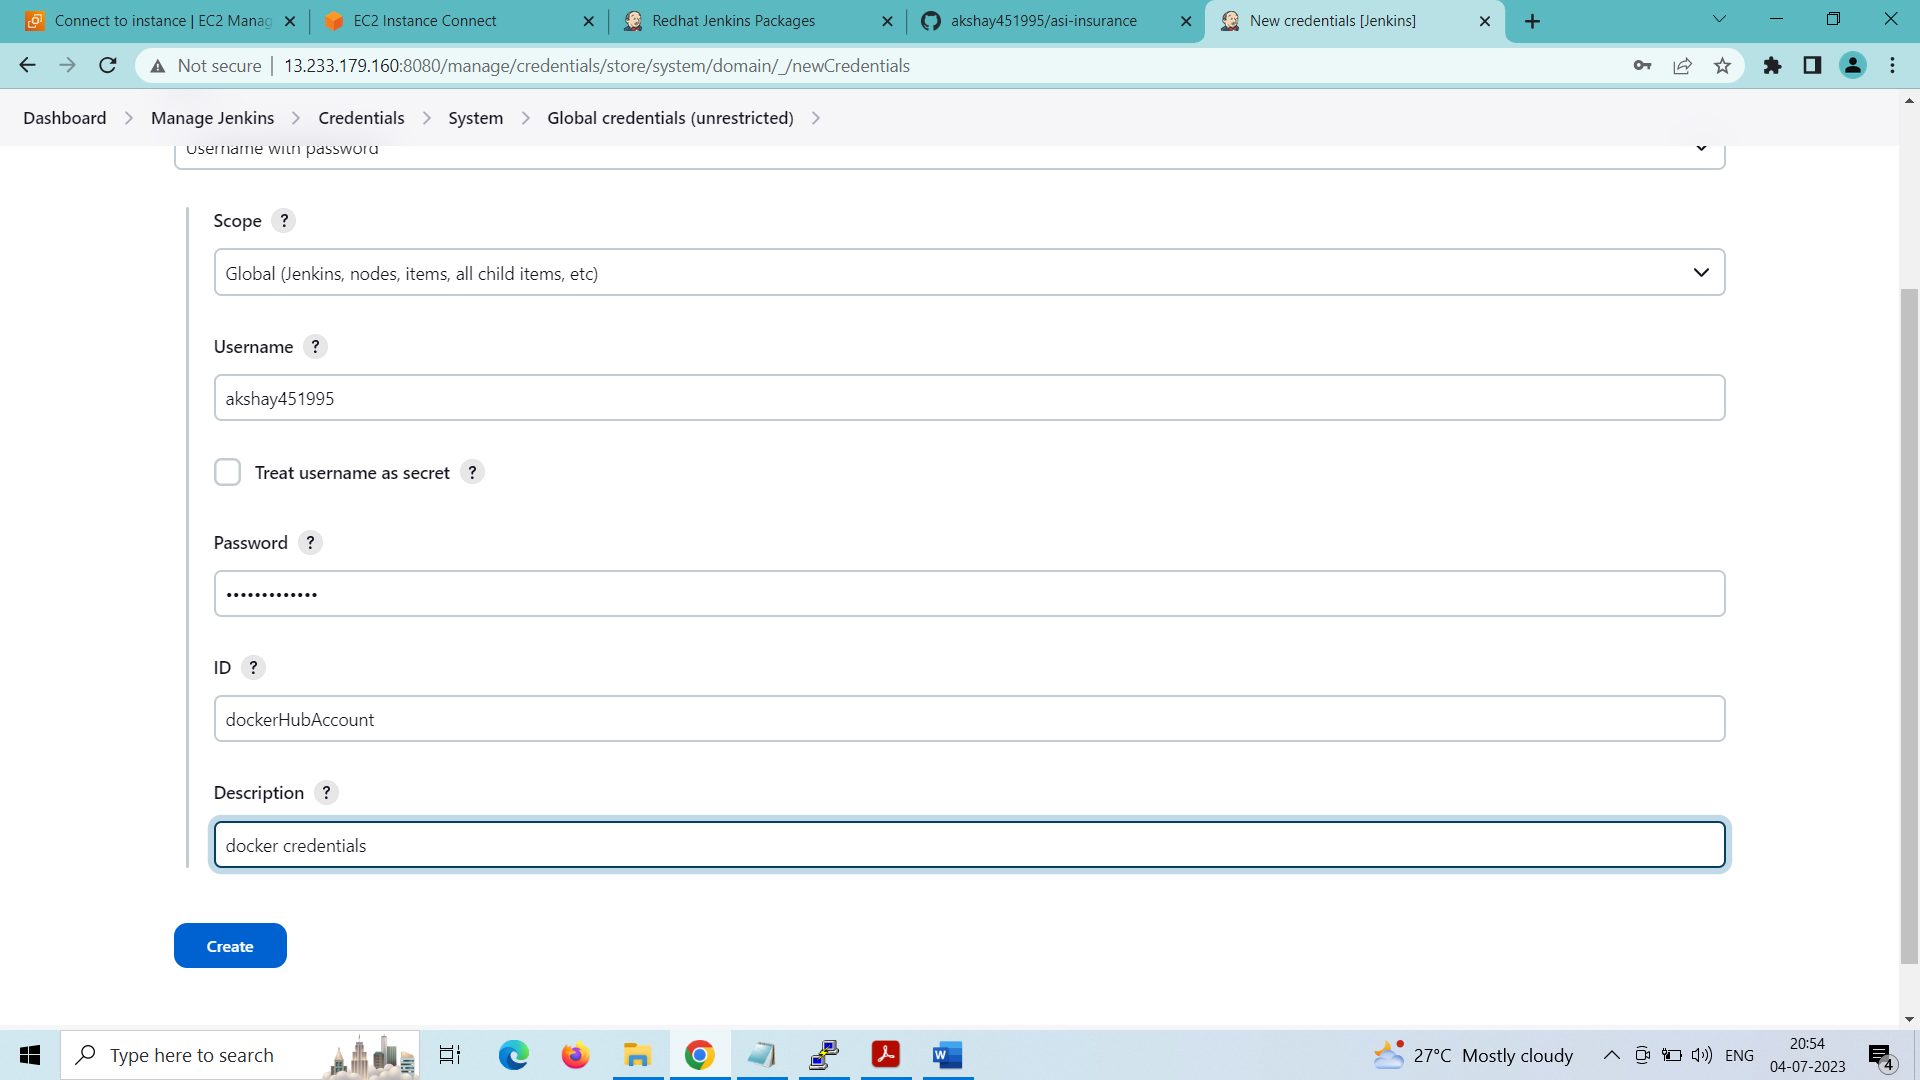 Connect to instance | EC2 Manag
EC2 Instance Connect
Redhat Jenkins Packages
akshay451995/asi-insurance
New credentials [Jenkins]
Not secure
13.233.179.160:8080/manage/credentials/store/system/domain/_/newCredentials
Dashboard
Manage Jenkins
Credentials
System
Global credentials (unrestricted)
Username with password
Scope ?
Global (Jenkins, nodes, items, all child items, etc)
Username ?
akshay451995
Treat username as secret ?
Password ?
•••••••••••••
ID ?
dockerHubAccount
Description ?
docker credentials
Create
Type here to search
27°C Mostly cloudy
ENG
20:54
04-07-2023
4